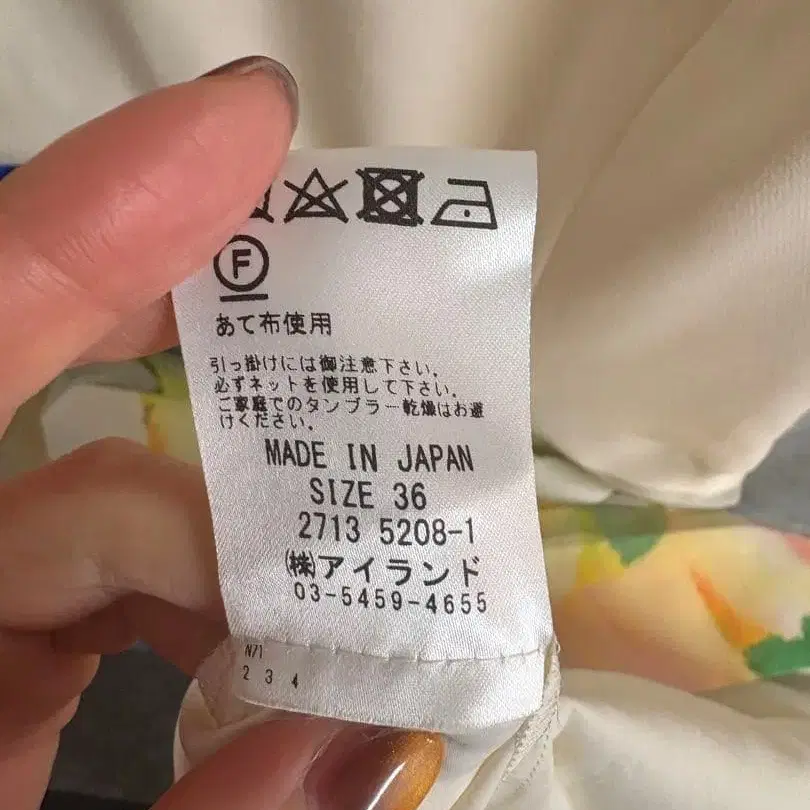 F
あて布使用
引っ掛けには御注意下さい。
必ずネットを使用して下さい。
ご家庭でのタンブラー乾燥はお避
けください。
MADE IN JAPAN
SIZE 36
2713 5208-1
㈱アイランド
03-5459-4655
N/1
2 3 4